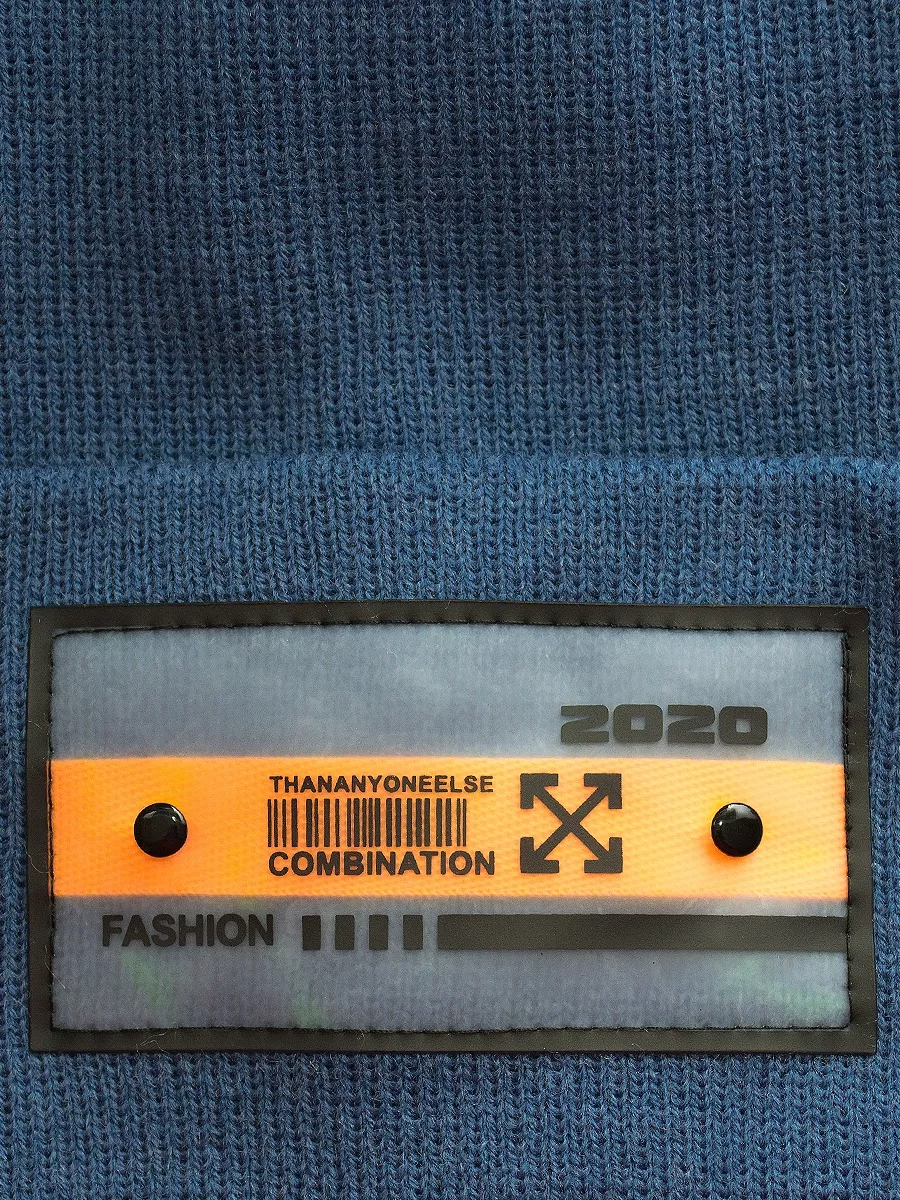 2020
THANANYONEELSE
COMBINATION
FASHION